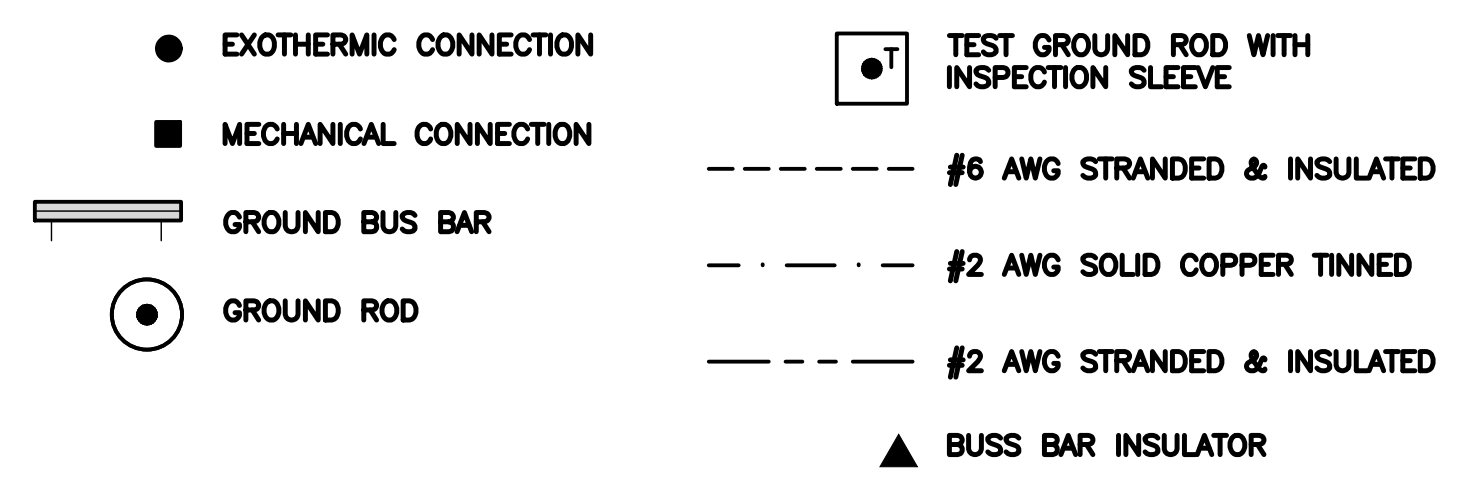 EXOTHERMIC CONNECTION
MECHANICAL CONNECTION
GROUND BUS BAR
GROUND ROD
T
TEST GROUND ROD WITH
INSPECTION SLEEVE
#6 AWG STRANDED & INSULATED
#2 AWG SOLID COPPER TINNED
#2 AWG STRANDED & INSULATED
BUSS BAR INSULATOR